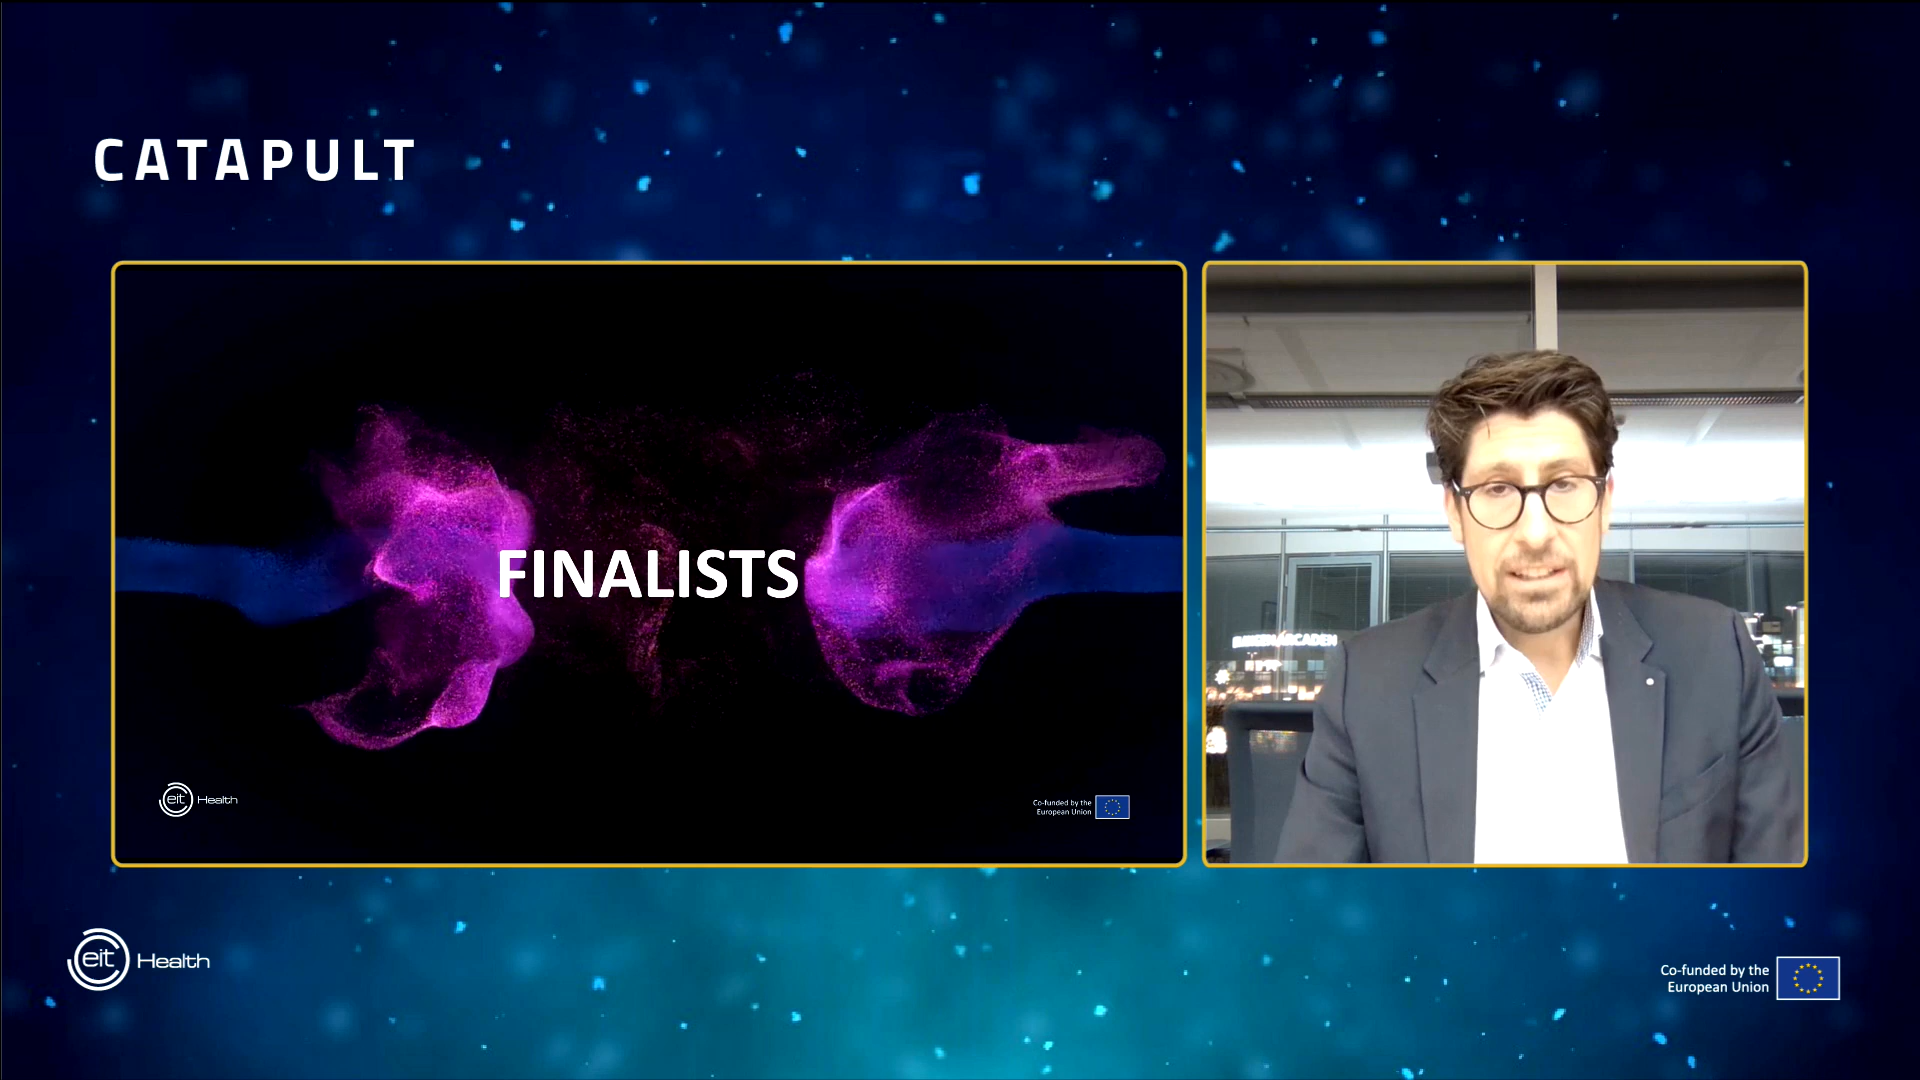 CATAPULT
FINALISTS
eit Health
Co-funded by the
European Union
eit Health
Co-funded by the
European Union